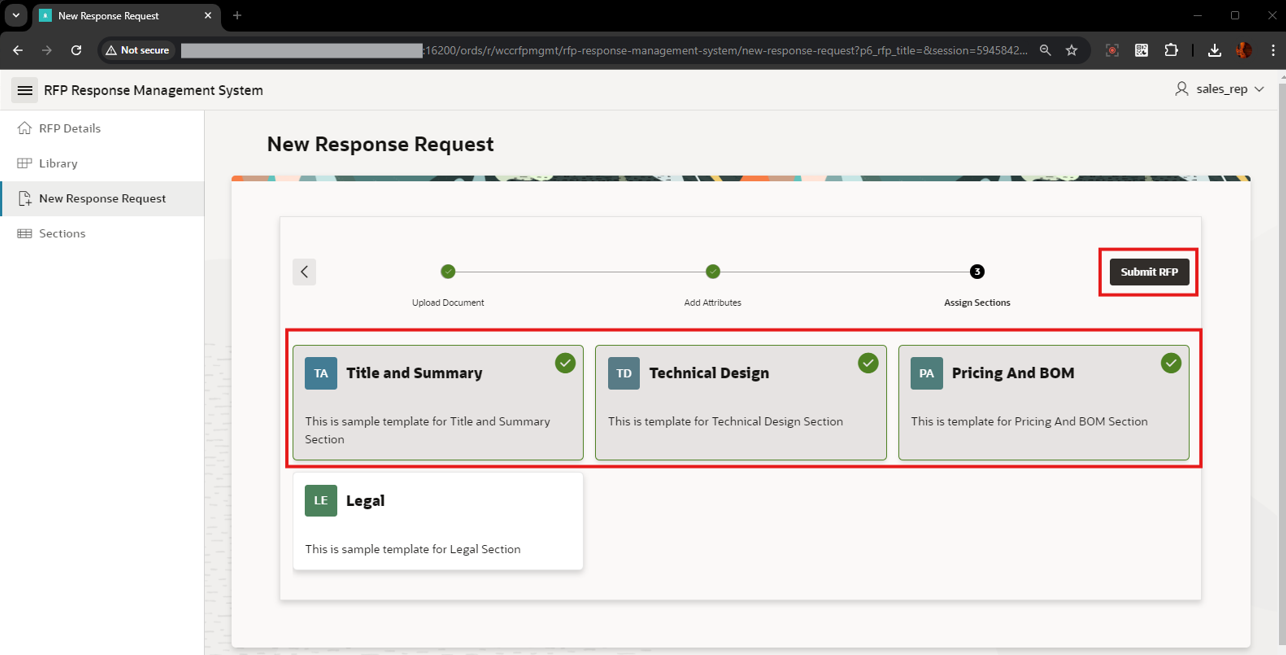 New Response Request
Not secure
:16200/ords/r/wccrfpmgmt/rfp-response-management-system/new-response-request?p6_rfp_title=&session=5945842...
RFP Response Management System
sales_rep
RFP Details
Library
New Response Request
Sections
New Response Request
3
Submit RFP
Upload Document
Add Attributes
Assign Sections
TA
Title and Summary
This is sample template for Title and Summary
Section
TD
Technical Design
This is template for Technical Design Section
PA
Pricing And BOM
This is template for Pricing And BOM Section
LE
Legal
This is sample template for Legal Section